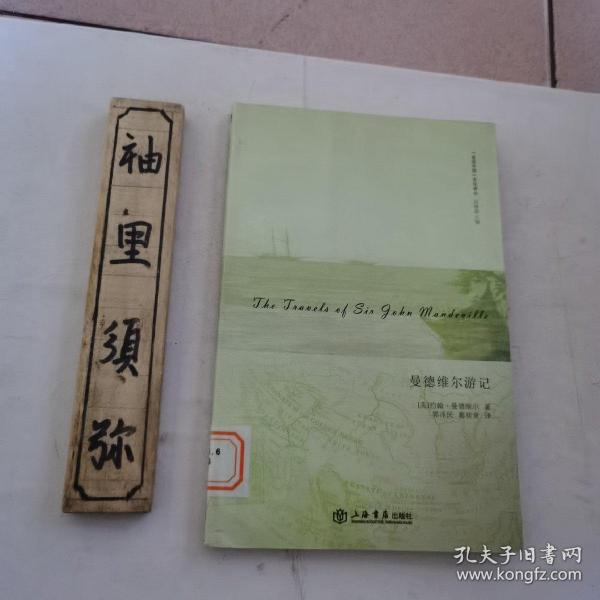 袖里須弥
The Travels of Sir John Mandeville
曼德维尔游记
[英]约翰·曼德维尔 著
郭泽民 葛桂录 译
.6
上海書店出版社
孔夫子旧书网
www.kongfz.com